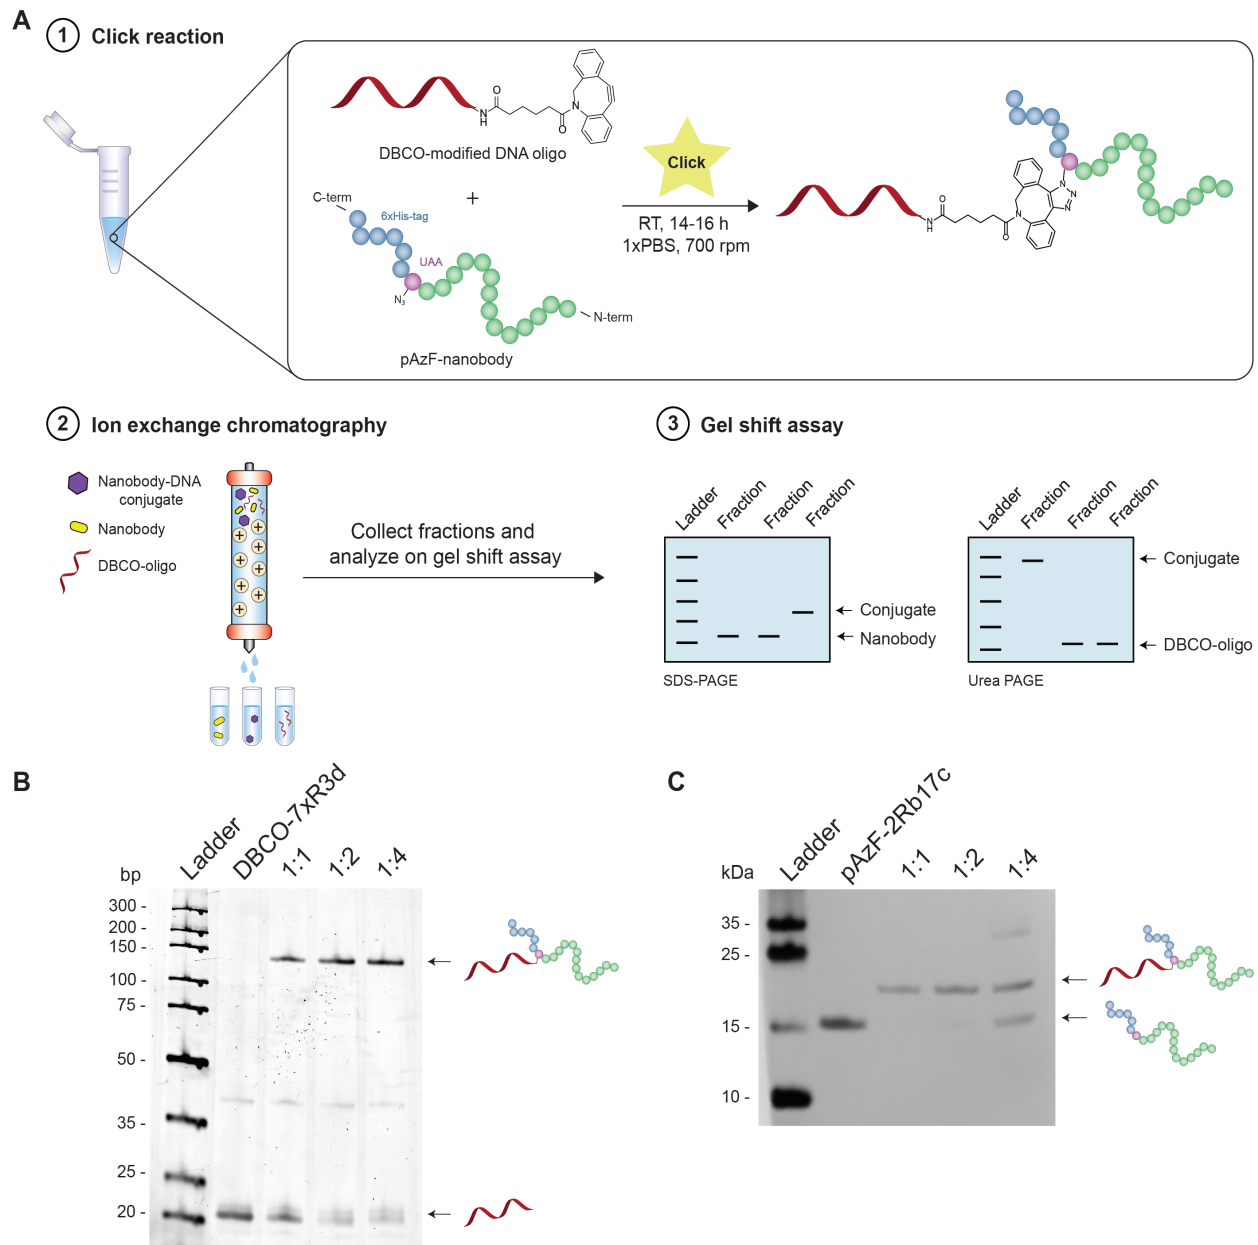 A
1 Click reaction
O
NH
N
O
DBCO-modified DNA oligo
+
C-term
6xHis-tag
UAA
N3
N-term
pAzF-nanobody
Click
RT, 14-16 h
1xPBS, 700 rpm
O
NH
N
O
N
N
N
2 Ion exchange chromatography
Nanobody-DNA
conjugate
Nanobody
DBCO-oligo
+ + + + + + + + +
Collect fractions and
analyze on gel shift assay
3 Gel shift assay
Ladder Fraction Fraction Fraction
Conjugate
Nanobody
SDS-PAGE
Ladder Fraction Fraction Fraction
Conjugate
DBCO-oligo
Urea PAGE
B
bp Ladder DBCO-7xR3d 1:1 1:2 1:4
300 -
200 -
150 -
100 -
75 -
50 -
35 -
25 -
20 -
C
kDa Ladder pAzF-2Rb17c 1:1 1:2 1:4
35 -
25 -
15 -
10 -